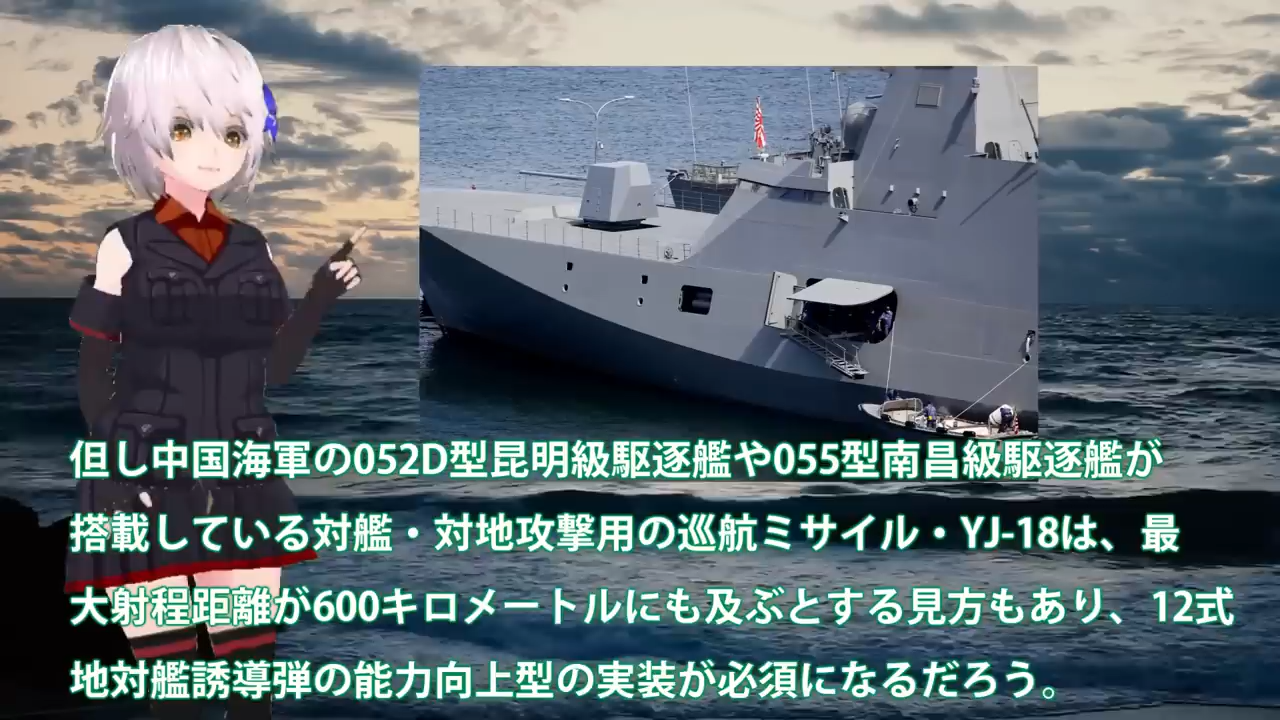 但し中国海軍の052D型昆明級駆逐艦や055型南昌級駆逐艦が
搭載している対艦・対地攻撃用の巡航ミサイル・YJ-18は、最
大射程距離が600キロメートルにも及ぶとする見方もあり、12式
地対艦誘導弾の能力向上型の実装が必須になるだろう。